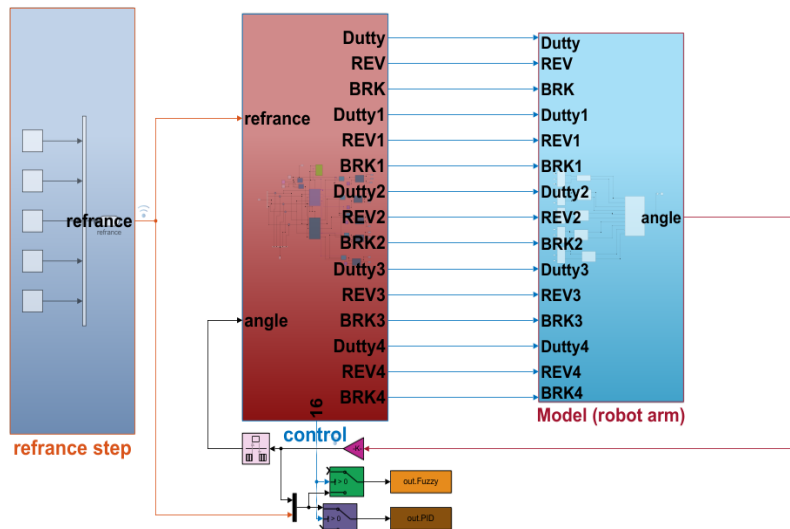 Dutty
REV
BRK
Dutty1
REV1
BRK1
Dutty2
REV2
BRK2
Dutty3
REV3
BRK3
Dutty4
REV4
BRK4
refrance
angle
16
control
Dutty
REV
BRK
Dutty1
REV1
BRK1
Dutty2
REV2
BRK2
Dutty3
REV3
BRK3
Dutty4
REV4
BRK4
angle
Model (robot arm)
refrance
refrance
refrance step
-K-
> 0
out.Fuzzy
> 0
out.PID